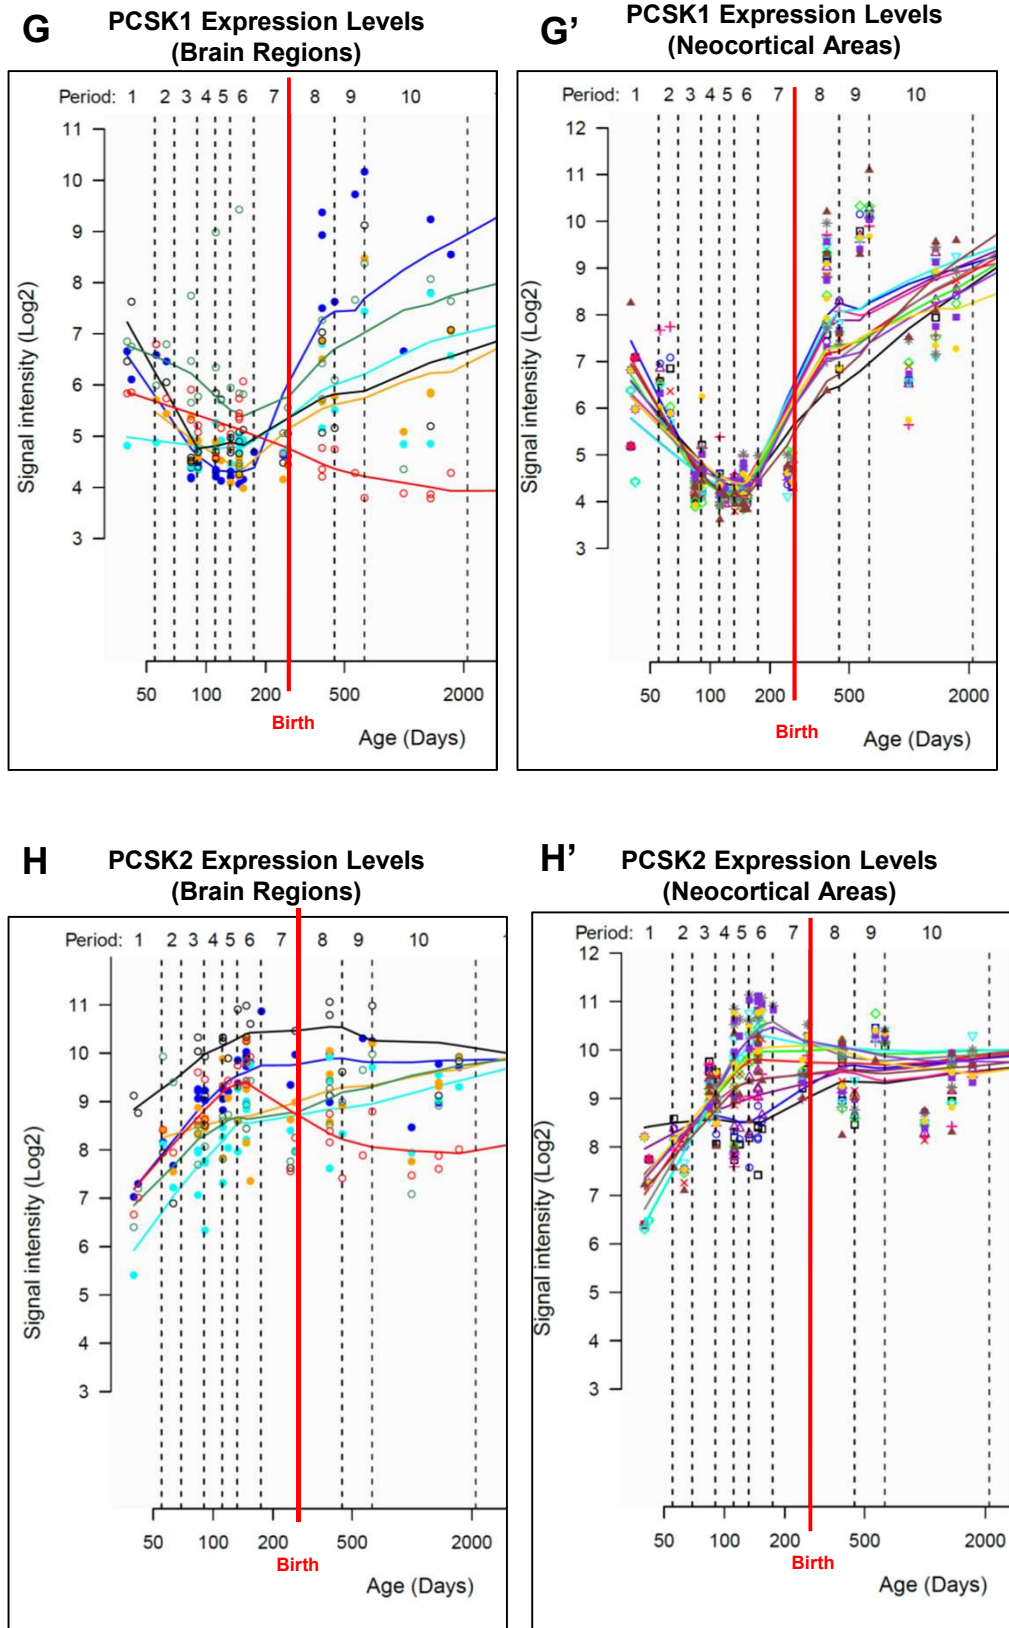 G PCSK1 Expression Levels
(Brain Regions)
Period: 1 2 3 4 5 6 7 8 9 10
11
10
9
8
7
6
5
4
3
Signal intensity (Log2)
50 100 200 500 2000
Birth
Age (Days)
G’ PCSK1 Expression Levels
(Neocortical Areas)
Period: 1 2 3 4 5 6 7 8 9 10
12
11
10
9
8
7
6
5
4
3
Signal intensity (Log2)
50 100 200 500 2000
Birth
Age (Days)
H PCSK2 Expression Levels
(Brain Regions)
Period: 1 2 3 4 5 6 7 8 9 10
11
10
9
8
7
6
5
4
3
Signal intensity (Log2)
50 100 200 500 2000
Birth
Age (Days)
H’ PCSK2 Expression Levels
(Neocortical Areas)
Period: 1 2 3 4 5 6 7 8 9 10
12
11
10
9
8
7
6
5
4
3
Signal intensity (Log2)
50 100 200 500 2000
Birth
Age (Days)